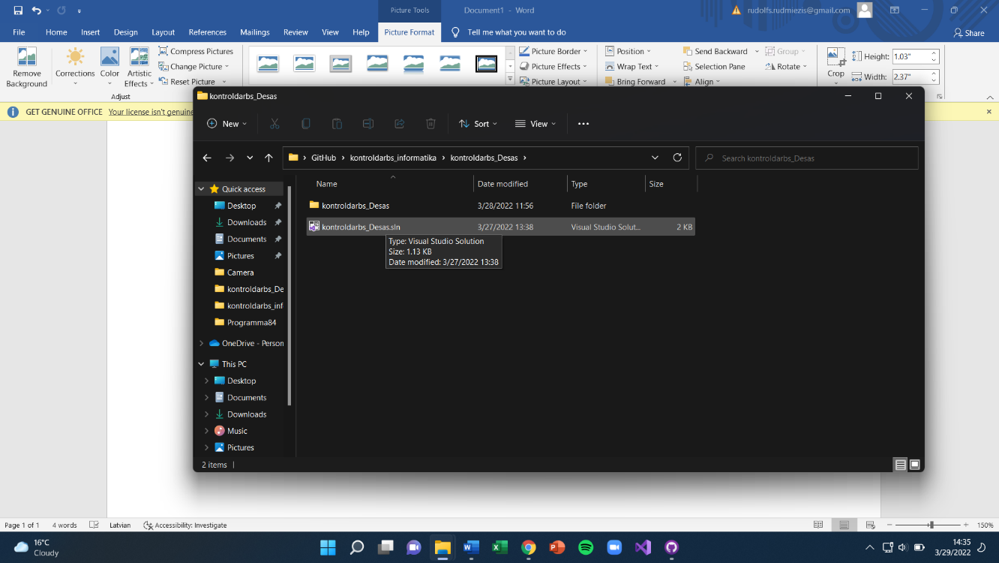 Picture Tools
Document1 - Word
rudolfs.rudmiezis@gmail.com
File Home Insert Design Layout References Mailings Review View Help Picture Format Tell me what you want to do Share
Remove Background
Corrections
Color
Artistic Effects
Compress Pictures
Change Picture
Reset Picture
Adjust
Picture Border
Picture Effects
Picture Layout
Position
Wrap Text
Bring Forward
Send Backward
Selection Pane
Align
Group
Rotate
Crop
Height: 1.03"
Width: 2.37"
GET GENUINE OFFICE Your license isn't genuine
kontroldarbs_Desas
New Sort View
GitHub > kontroldarbs_informatika > kontroldarbs_Desas >
Search kontroldarbs_Desas
Name Date modified Type Size
kontroldarbs_Desas 3/28/2022 11:56 File folder
kontroldarbs_Desas.sln 3/27/2022 13:38 Visual Studio Solut... 2 KB
Type: Visual Studio Solution
Size: 1.13 KB
Date modified: 3/27/2022 13:38
Quick access
Desktop
Downloads
Documents
Pictures
Camera
kontroldarbs_De
kontroldarbs_inf
Programma84
OneDrive - Person
This PC
Desktop
Documents
Downloads
Music
Pictures
2 items
Page 1 of 1 4 words Latvian Accessibility: Investigate 150%
16°C
Cloudy
14:35
3/29/2022